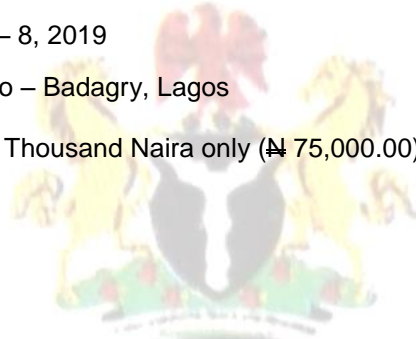 – 8, 2019
o – Badagry, Lagos
Thousand Naira only (₦ 75,000.00)